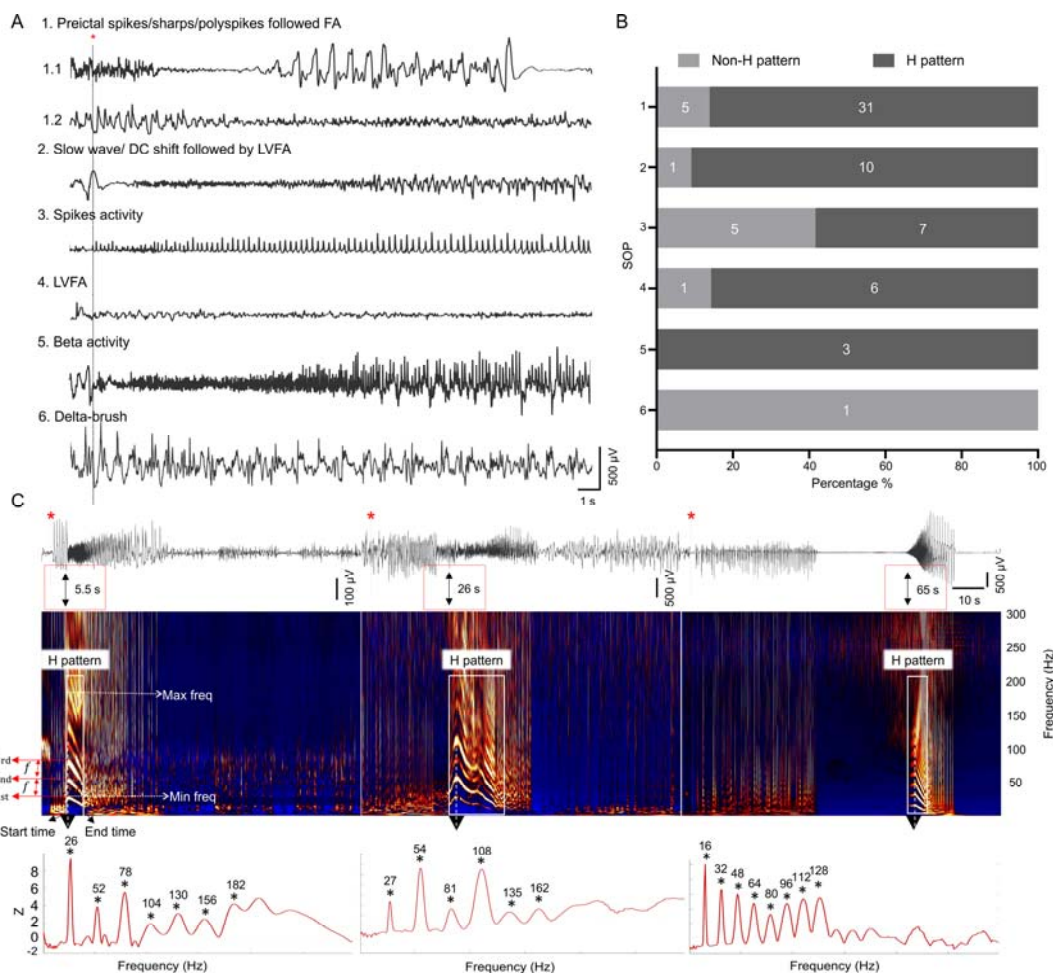 A
1. Preictal spikes/sharps/polyspikes followed FA
*
1.1
1.2
2. Slow wave/ DC shift followed by LVFA
3. Spikes activity
4. LVFA
5. Beta activity
6. Delta-brush
500 µV
1 s
B
Non-H pattern
H pattern
SOP
1
5
31
2
1
10
3
5
7
4
1
6
5
3
6
1
0
20
40
60
80
100
Percentage %
C
*
*
*
5.5 s
100 µV
26 s
500 µV
65 s
500 µV
10 s
H pattern
H pattern
H pattern
Max freq
Min freq
rd
nd
st
f
f
300
250
200
150
100
50
Frequency (Hz)
Start time
End time
Z
8
6
4
2
0
-2
26
*
52
*
78
*
104
*
130
*
156
*
182
*
27
*
54
*
81
*
108
*
135
*
162
*
16
*
32
*
48
*
64
*
80
*
96
*
112
*
128
*
Frequency (Hz)
Frequency (Hz)
Frequency (Hz)